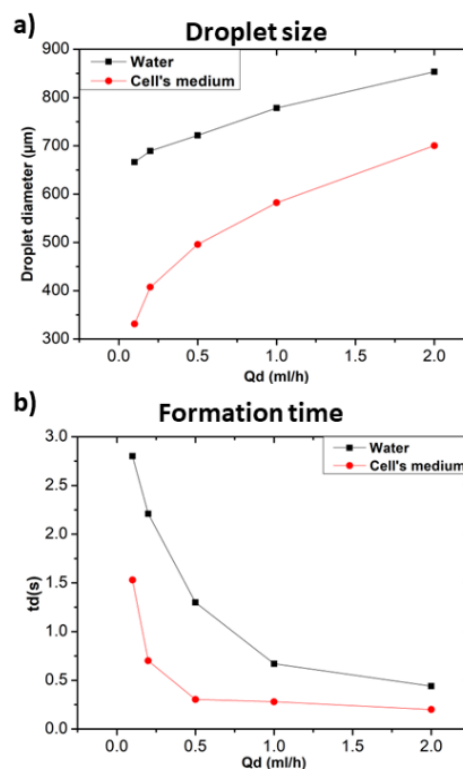 a)
Droplet size
Water
Cell's medium
Droplet diameter (µm)
900
800
700
600
500
400
300
0.0
0.5
1.0
1.5
2.0
Qd (ml/h)
b)
Formation time
Water
Cell's medium
td(s)
3.0
2.5
2.0
1.5
1.0
0.5
0.0
0.0
0.5
1.0
1.5
2.0
Qd (ml/h)